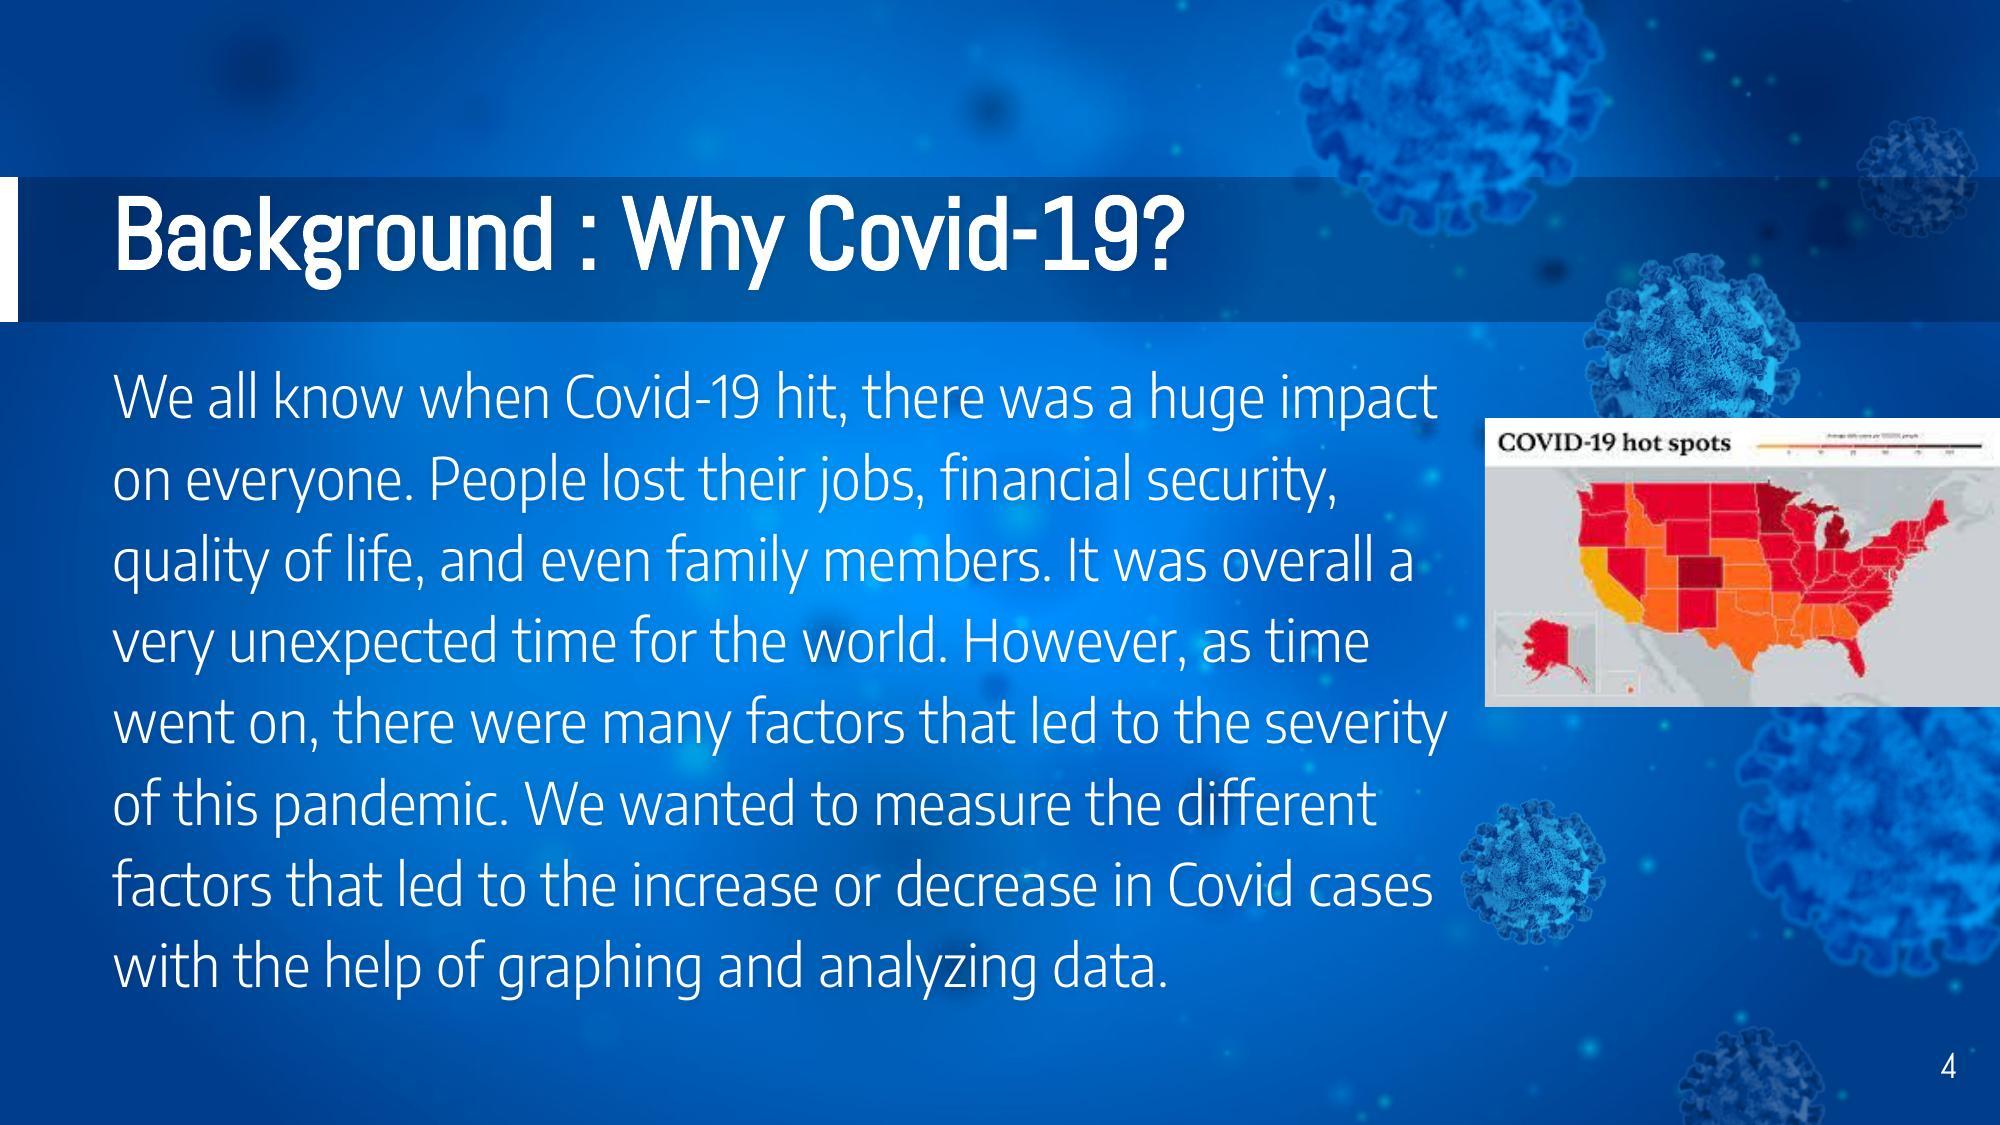 Background : Why Covid-19?
We all know when Covid-19 hit, there was a huge impact
on everyone. People lost their jobs, financial security,
quality of life, and even family members. It was overall a
very unexpected time for the world. However, as time
went on, there were many factors that led to the severity
of this pandemic. We wanted to measure the different
factors that led to the increase or decrease in Covid cases
with the help of graphing and analyzing data.
COVID-19 hot spots
4